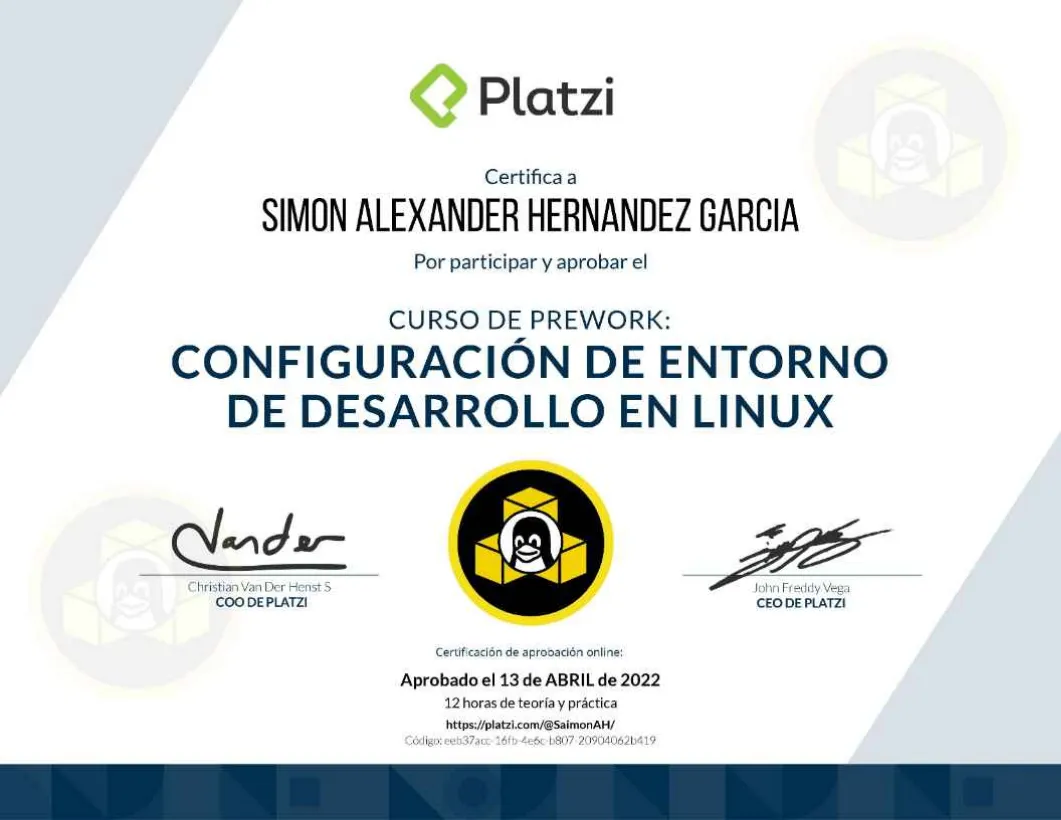 Platzi
Certifica a
SIMON ALEXANDER HERNANDEZ GARCIA
Por participar y aprobar el
CURSO DE PREWORK:
CONFIGURACIÓN DE ENTORNO
DE DESARROLLO EN LINUX
Vander
Christian Van Der Henst S
COO DE PLATZI
John Freddy Vega
CEO DE PLATZI
Certificación de aprobación online:
Aprobado el 13 de ABRIL de 2022
12 horas de teoría y práctica
https://platzi.com/@SaimonAH/
Código: eeb37acc-16fb-4e6c-b807-20904062b419